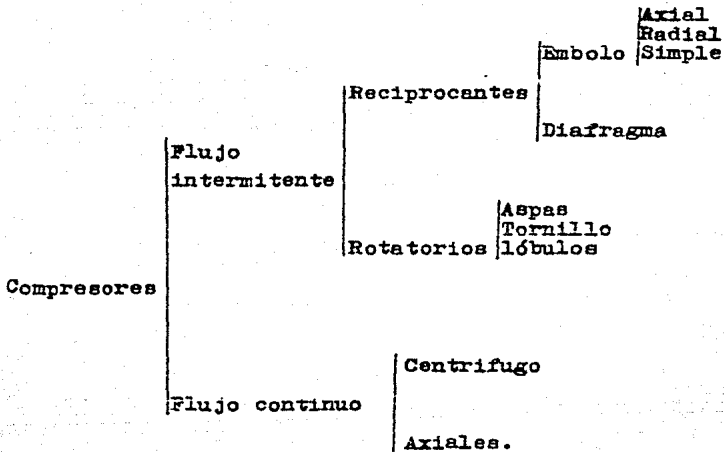 Axial
Radial
Embolo Simple
Reciprocantes
Diafragma
Flujo
intermitente
Aspas
Tornillo
Rotatorios lóbulos
Compresores
Centrifugo
Flujo continuo
Axiales.